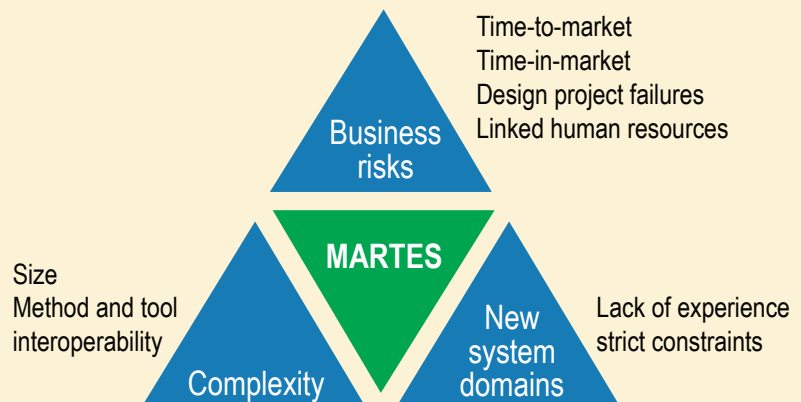 Time-to-market
Time-in-market
Design project failures
Linked human resources
Business
risks
MARTES
Size
Method and tool
interoperability
Complexity
New
system
domains
Lack of experience
strict constraints